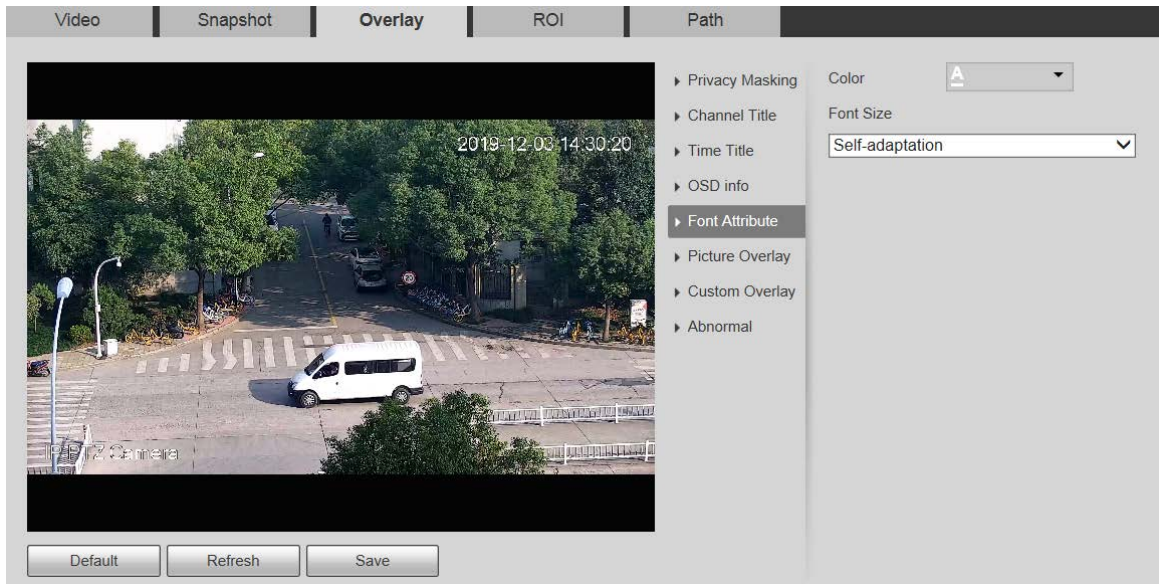 Video Snapshot Overlay ROI Path
2019-12-03 14:30:20
IP PTZ Camera
Privacy Masking
Channel Title
Time Title
OSD info
Font Attribute
Picture Overlay
Custom Overlay
Abnormal
Color A
Font Size
Self-adaptation
Default Refresh Save